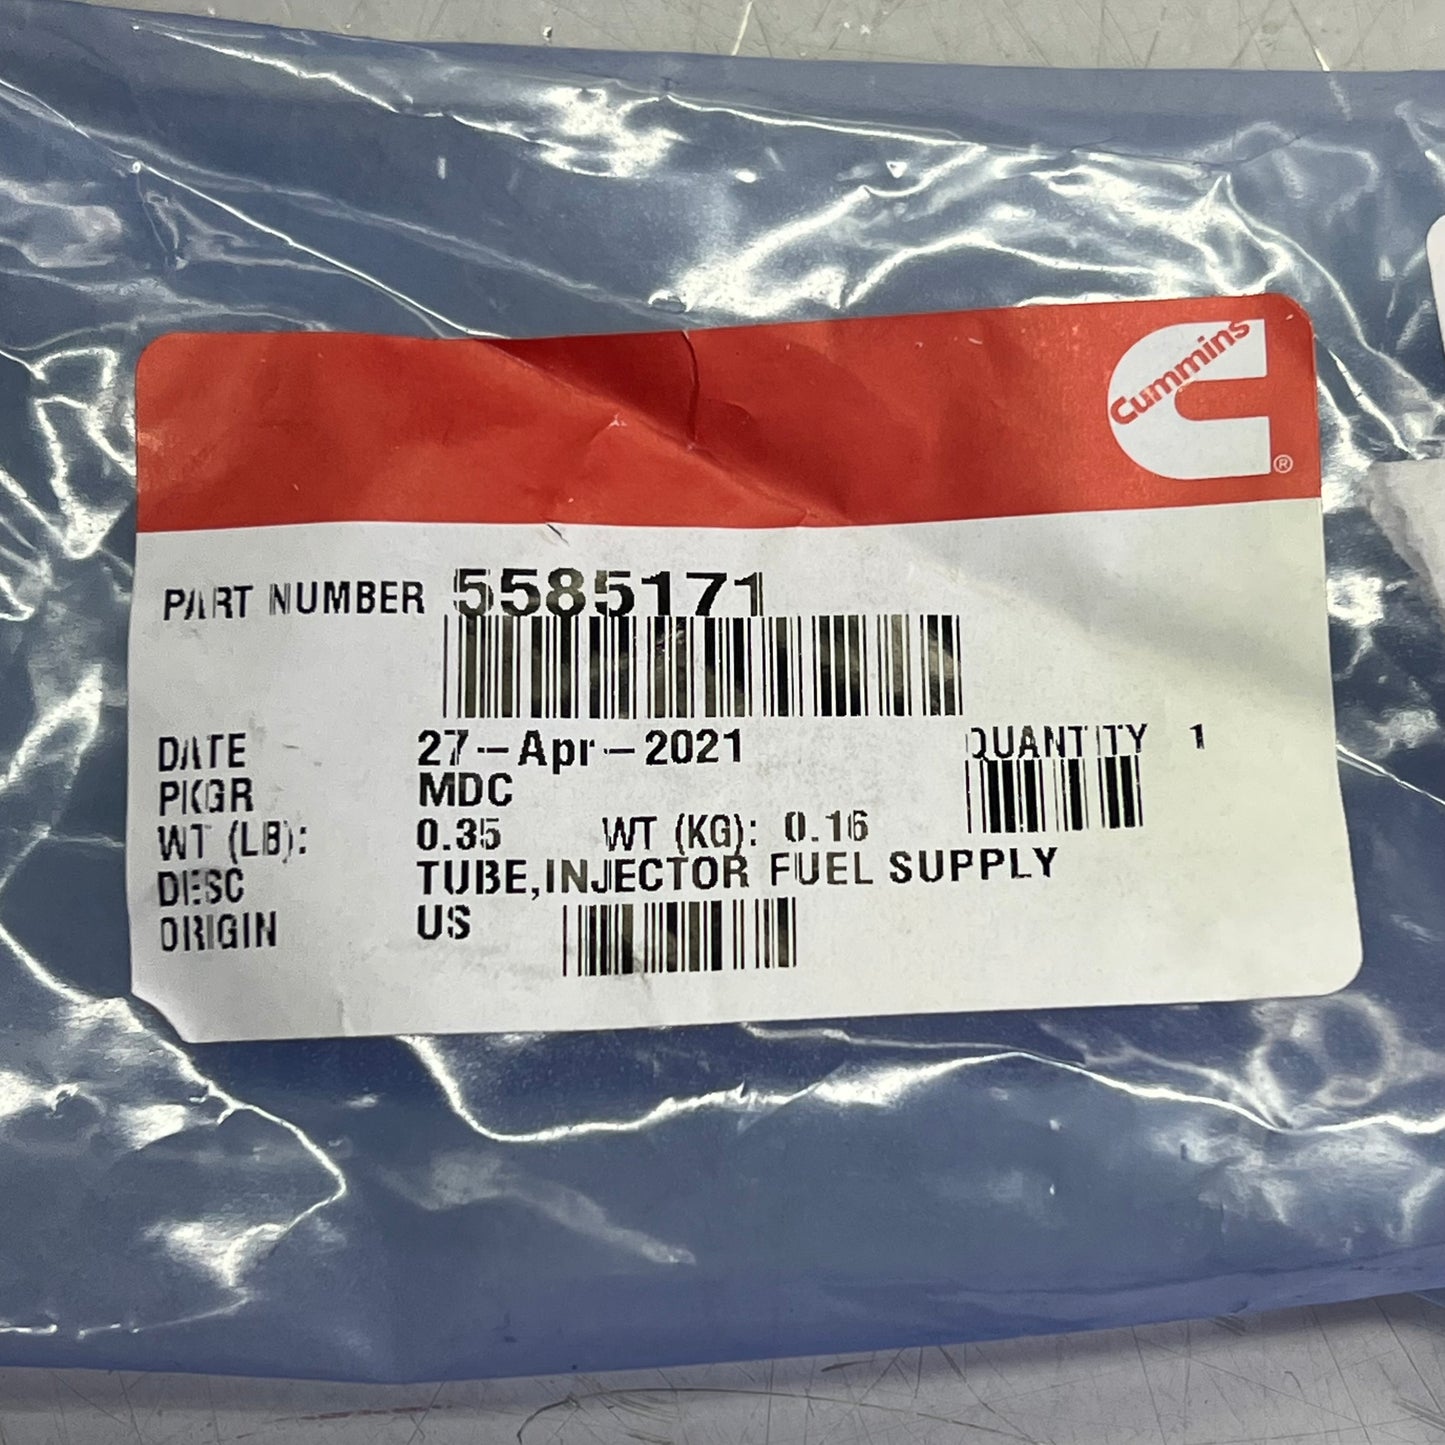 Cummins
®
PART NUMBER 5585171
DATE 27-Apr-2021 QUANTITY 1
PKGR MDC
WT (LB): 0.35 WT (KG): 0.16
DESC TUBE,INJECTOR FUEL SUPPLY
ORIGIN US